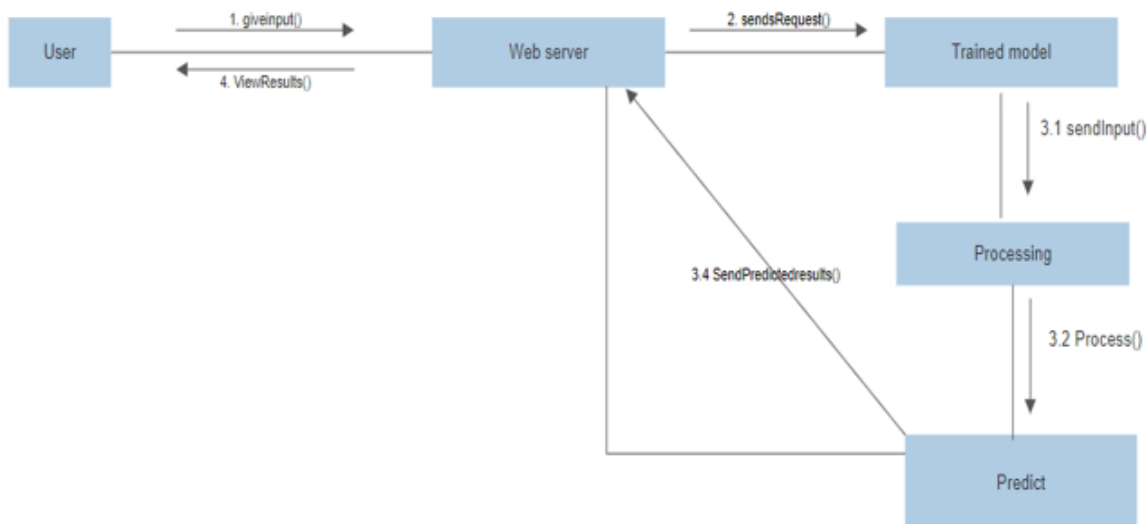 1. giveinput()
2. sendsRequest()
User
Web server
Trained model
4. ViewResults()
3.1 sendInput()
Processing
3.4 SendPredictedresults()
3.2 Process()
Predict